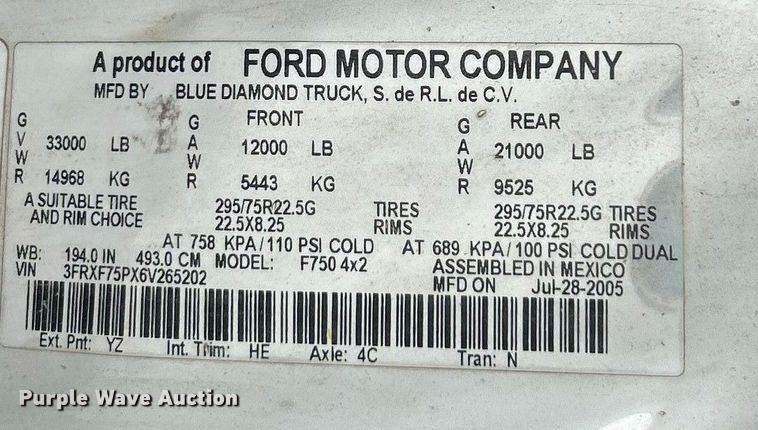 A product of FORD MOTOR COMPANY
MFD BY BLUE DIAMOND TRUCK, S. de R.L. de C.V.
GVWR 33000 LB 14968 KG
FRONT GAWR 12000 LB 5443 KG
REAR GAWR 21000 LB 9525 KG
A SUITABLE TIRE 295/75R22.5G TIRES 295/75R22.5G TIRES
AND RIM CHOICE 22.5X8.25 RIMS 22.5X8.25 RIMS
AT 758 KPA/110 PSI COLD AT 689 KPA/100 PSI COLD DUAL
WB: 194.0 IN 493.0 CM MODEL: F750 4x2 ASSEMBLED IN MEXICO
VIN 3FRXF75PX6V265202 MFD ON Jul-28-2005
Ext. Pnt: YZ Int. Trim: HE Axle: 4C Tran: N
Purple Wave Auction